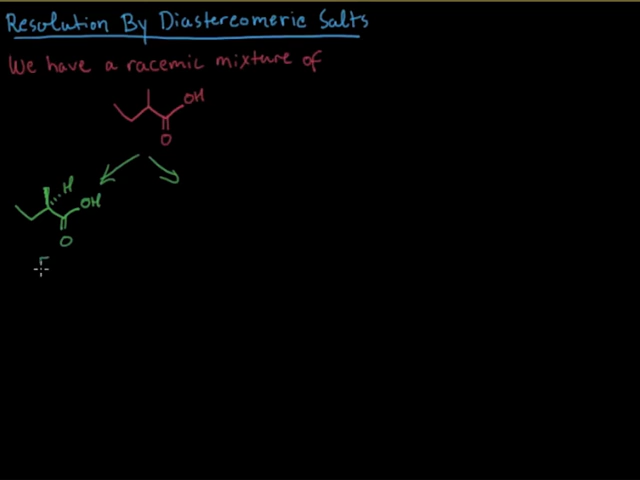 Resolution By Diastereomeric Salts
We have a racemic mixture of
OH
O
H
OH
O